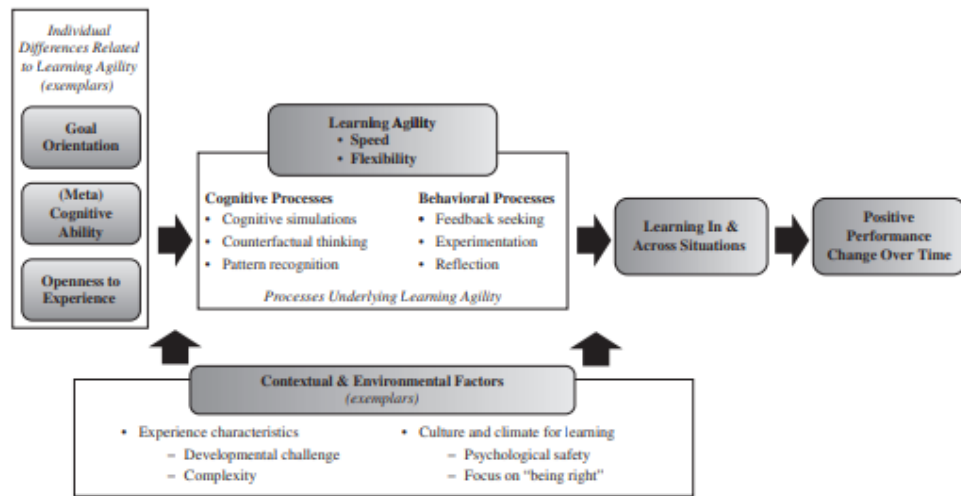 Individual
Differences Related
to Learning Agility
(exemplars)
Goal
Orientation
(Meta)
Cognitive
Ability
Openness to
Experience
Learning Agility
• Speed
• Flexibility
Cognitive Processes
• Cognitive simulations
• Counterfactual thinking
• Pattern recognition
Behavioral Processes
• Feedback seeking
• Experimentation
• Reflection
Processes Underlying Learning Agility
Learning In &
Across Situations
Positive
Performance
Change Over Time
Contextual & Environmental Factors
(exemplars)
• Experience characteristics
– Developmental challenge
– Complexity
• Culture and climate for learning
– Psychological safety
– Focus on “being right”